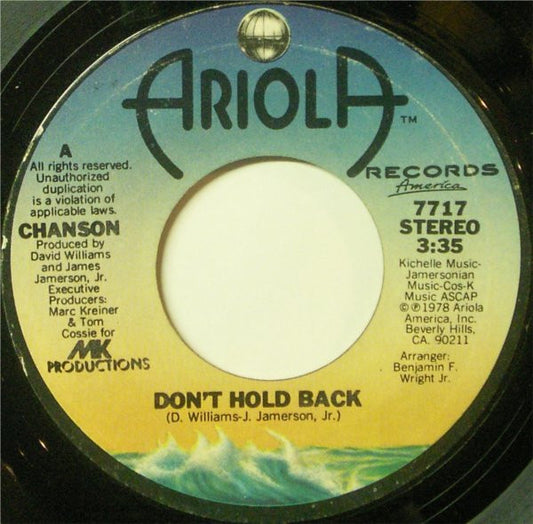 ARIOLA™
RECORDS
America
A
All rights reserved.
Unauthorized
duplication
is a violation of
applicable laws.
CHANSON
Produced by
David Williams
and James
Jamerson, Jr.
Executive
Producers:
Marc Kreiner
& Tom
Cossie for
MK
PRODUCTIONS
7717
STEREO
3:35
Kichelle Music-
Jamersonian
Music-Cos-K
Music ASCAP
© ℗ 1978 Ariola
America, Inc.
Beverly Hills,
CA. 90211
Arranger:
Benjamin F.
Wright Jr.
DON'T HOLD BACK
(D. Williams-J. Jamerson, Jr.)